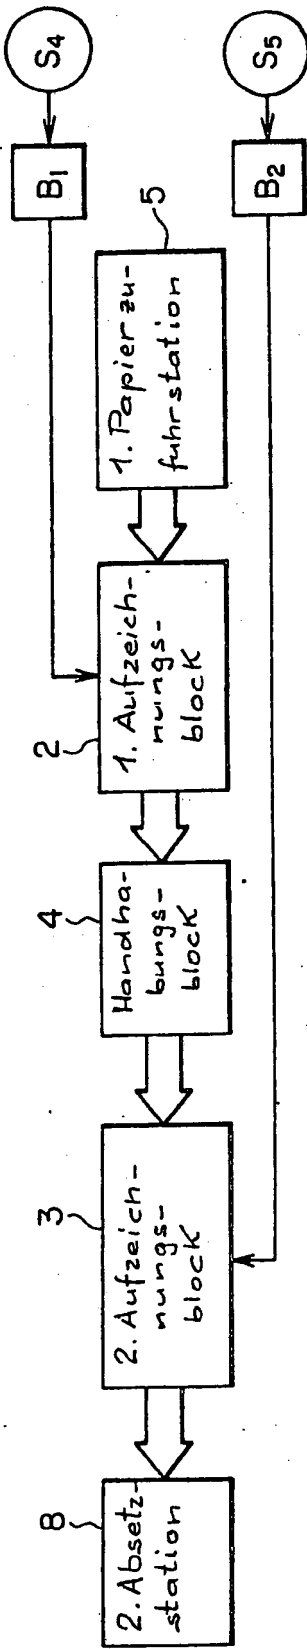 S4
B1
5
1. Papierzu-
fuhrstation
2
1. Aufzeich-
nungs-
block
4
Handha-
bungs-
block
3
2. Aufzeich-
nungs-
block
8
2. Absetz-
station
S5
B2